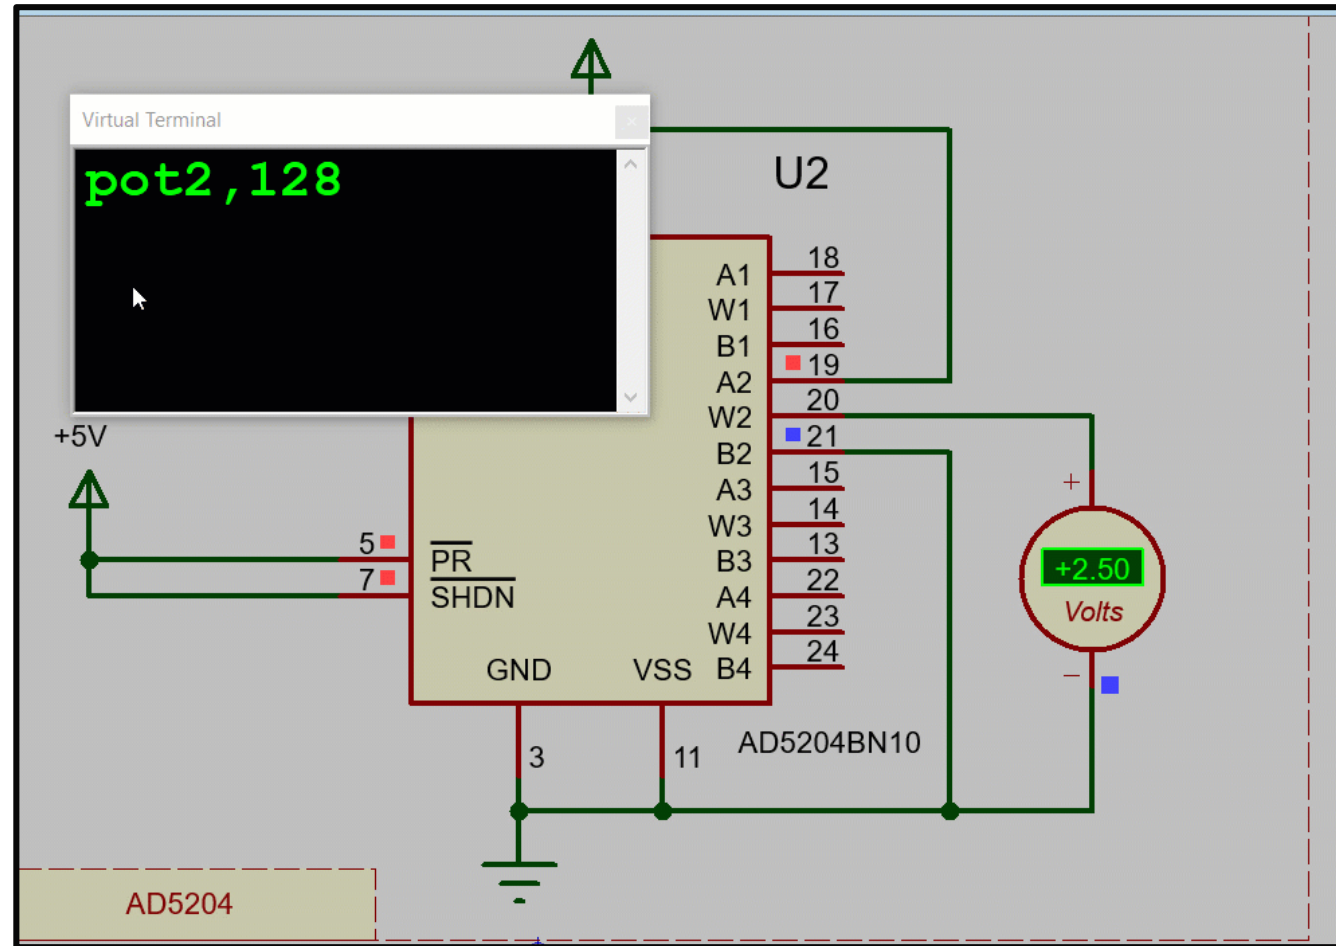 Virtual Terminal
pot2,128
U2
A1 18
W1 17
B1 16
A2 19
W2 20
B2 21
A3 15
W3 14
B3 13
A4 22
W4 23
B4 24
+5V
5 PR
7 SHDN
GND
VSS
3
11
AD5204BN10
+
+2.50
Volts
−
AD5204